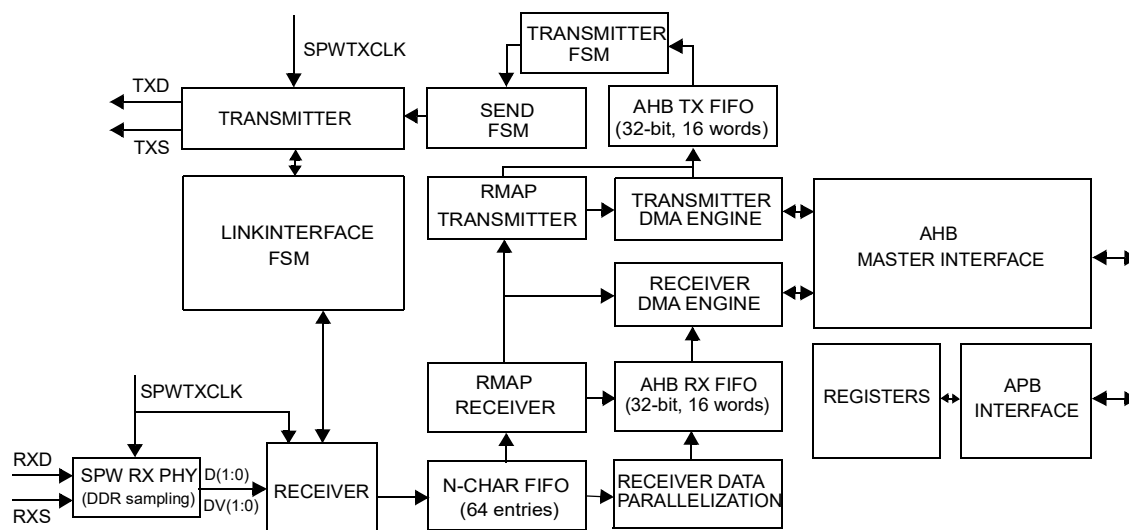 SPWTXCLK
TRANSMITTER
FSM
TXD
TXS
TRANSMITTER
SEND
FSM
AHB TX FIFO
(32-bit, 16 words)
LINKINTERFACE
FSM
RMAP
TRANSMITTER
TRANSMITTER
DMA ENGINE
AHB
MASTER INTERFACE
RECEIVER
DMA ENGINE
SPWTXCLK
RMAP
RECEIVER
AHB RX FIFO
(32-bit, 16 words)
REGISTERS
APB
INTERFACE
RXD
RXS
SPW RX PHY
(DDR sampling)
D(1:0)
DV(1:0)
RECEIVER
N-CHAR FIFO
(64 entries)
RECEIVER DATA
PARALLELIZATION